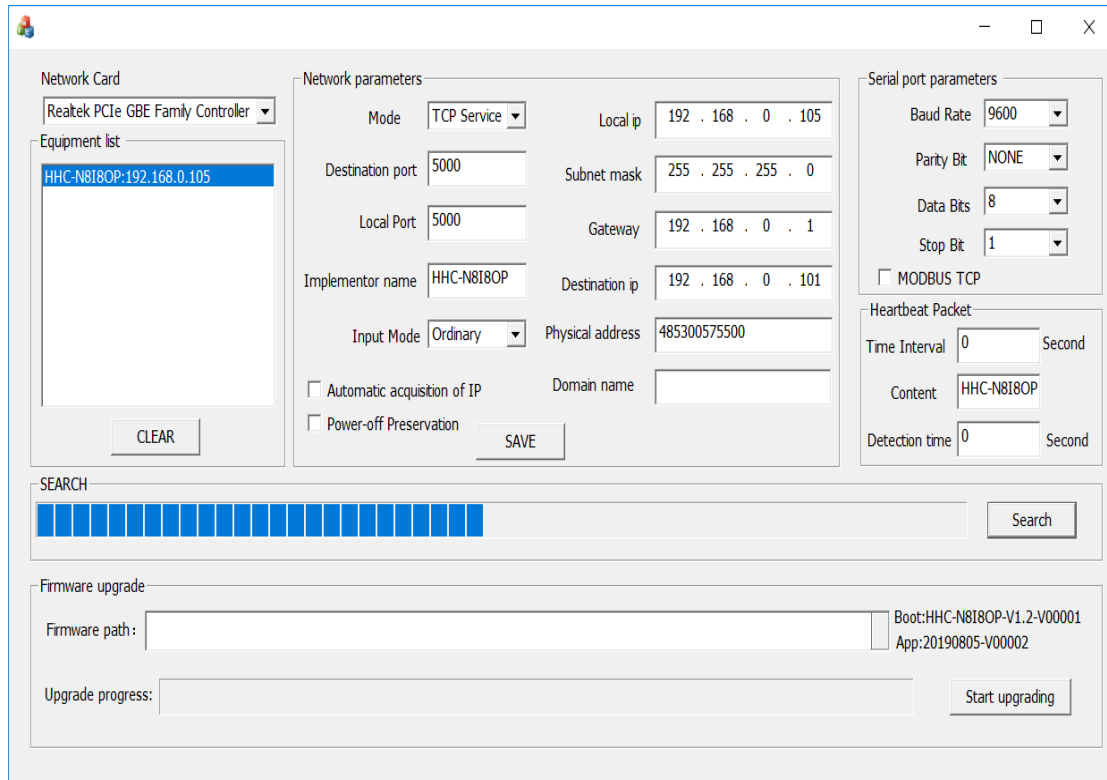 Network Card
Realtek PCIe GBE Family Controller
Equipment list
HHC-N8I8OP:192.168.0.105
CLEAR
Network parameters
Mode TCP Service
Destination port 5000
Local Port 5000
Implementor name HHC-N8I8OP
Input Mode Ordinary
Automatic acquisition of IP
Power-off Preservation
SAVE
Local ip 192 . 168 . 0 . 105
Subnet mask 255 . 255 . 255 . 0
Gateway 192 . 168 . 0 . 1
Destination ip 192 . 168 . 0 . 101
Physical address 485300575500
Domain name
Serial port parameters
Baud Rate 9600
Parity Bit NONE
Data Bits 8
Stop Bit 1
MODBUS TCP
Heartbeat Packet
Time Interval 0 Second
Content HHC-N8I8OP
Detection time 0 Second
SEARCH
Search
Firmware upgrade
Firmware path:
Boot:HHC-N8I8OP-V1.2-V00001
App:20190805-V00002
Upgrade progress:
Start upgrading